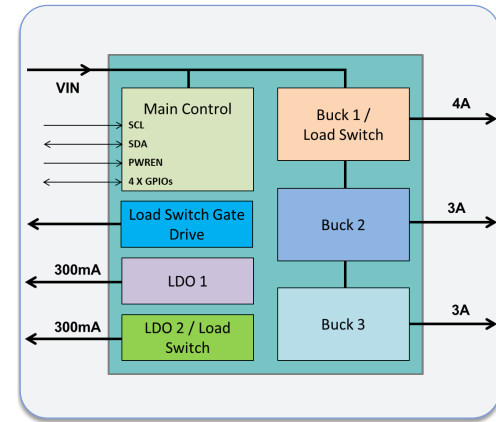 VIN
Main Control
SCL
SDA
PWREN
4 X GPIOs
Buck 1 /
Load Switch
4A
Load Switch Gate
Drive
Buck 2
3A
300mA
LDO 1
300mA
LDO 2 / Load
Switch
Buck 3
3A